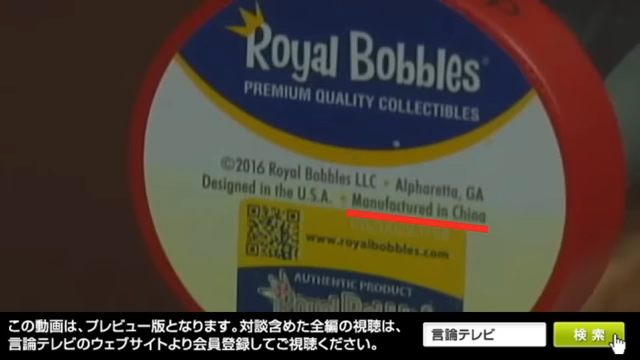 Royal Bobbles®
PREMIUM QUALITY COLLECTIBLES
©2016 Royal Bobbles LLC • Alpharetta, GA
Designed in the U.S.A. • Manufactured in China
www.royalbobbles.com
AUTHENTIC PRODUCT
Royal Bobbles
この動画は、プレビュー版となります。対談含めた全編の視聴は、
言論テレビのウェブサイトより会員登録してご視聴ください。
言論テレビ
検索